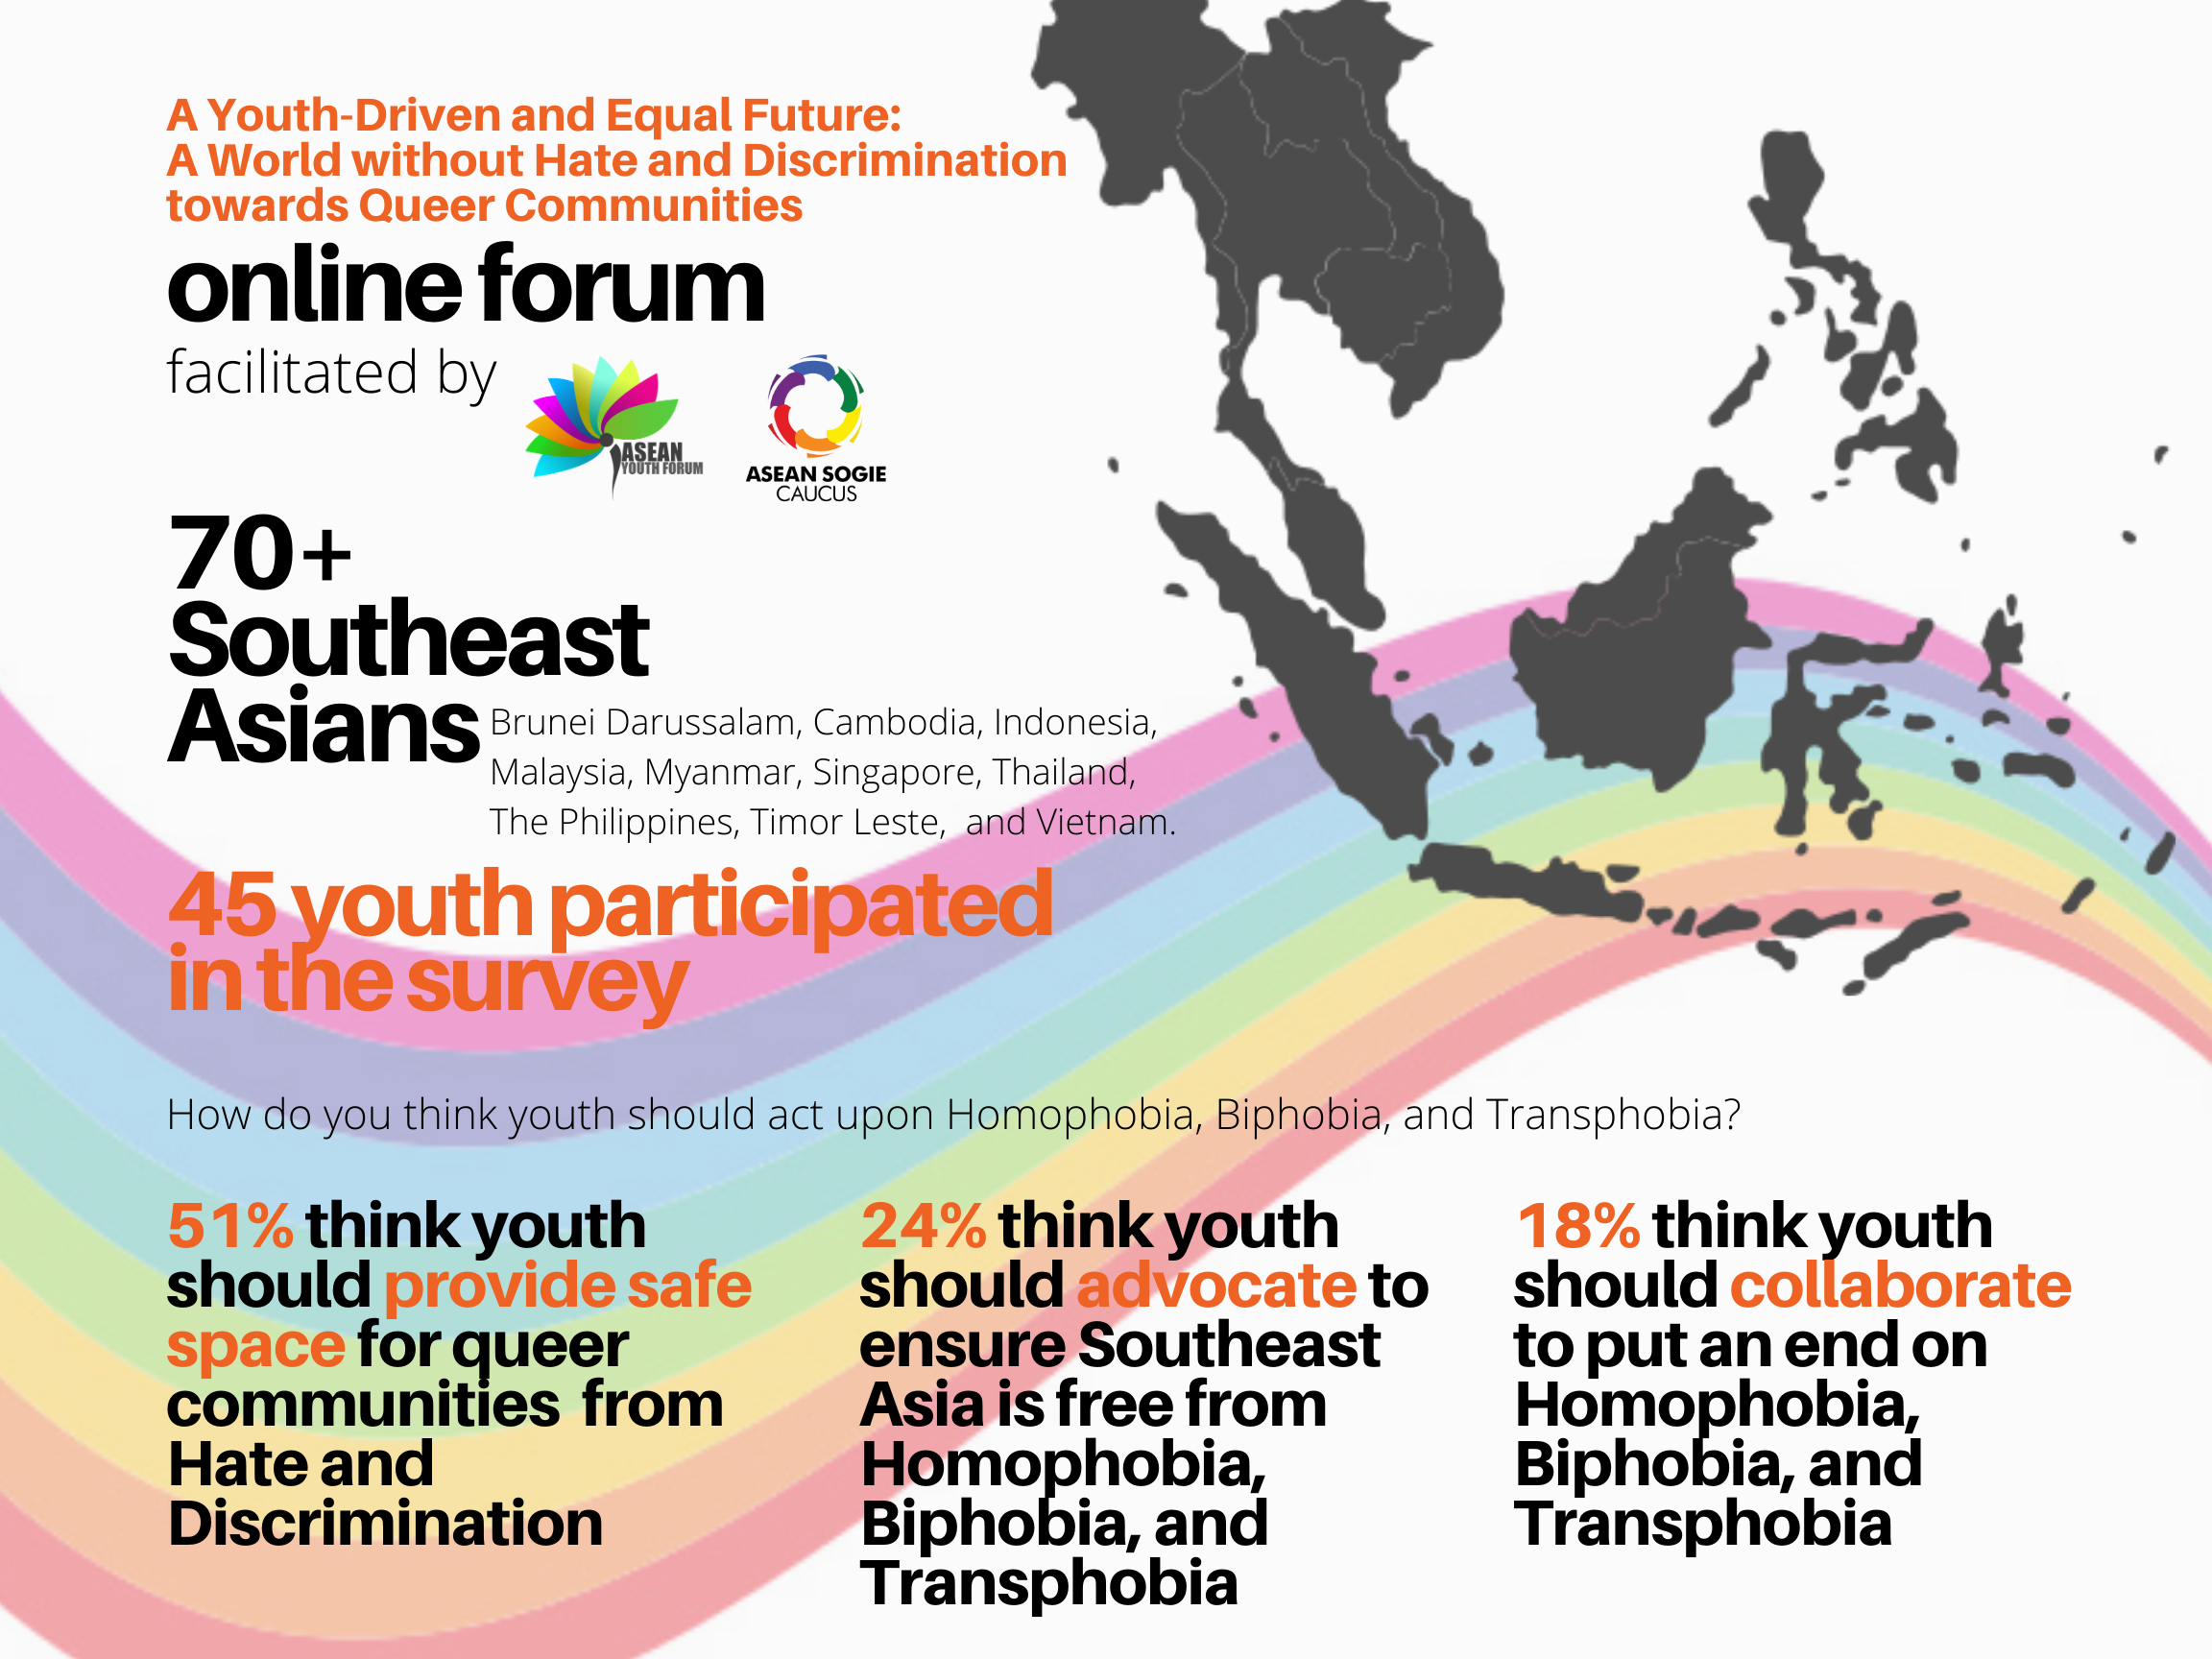 A Youth-Driven and Equal Future:
A World without Hate and Discrimination
towards Queer Communities
online forum
facilitated by
ASEAN
YOUTH FORUM
ASEAN SOGIE
CAUCUS
70+
Southeast
Asians
Brunei Darussalam, Cambodia, Indonesia,
Malaysia, Myanmar, Singapore, Thailand,
The Philippines, Timor Leste, and Vietnam.
45 youth participated
in the survey
How do you think youth should act upon Homophobia, Biphobia, and Transphobia?
51% think youth
should provide safe
space for queer
communities from
Hate and
Discrimination
24% think youth
should advocate to
ensure Southeast
Asia is free from
Homophobia,
Biphobia, and
Transphobia
18% think youth
should collaborate
to put an end on
Homophobia,
Biphobia, and
Transphobia